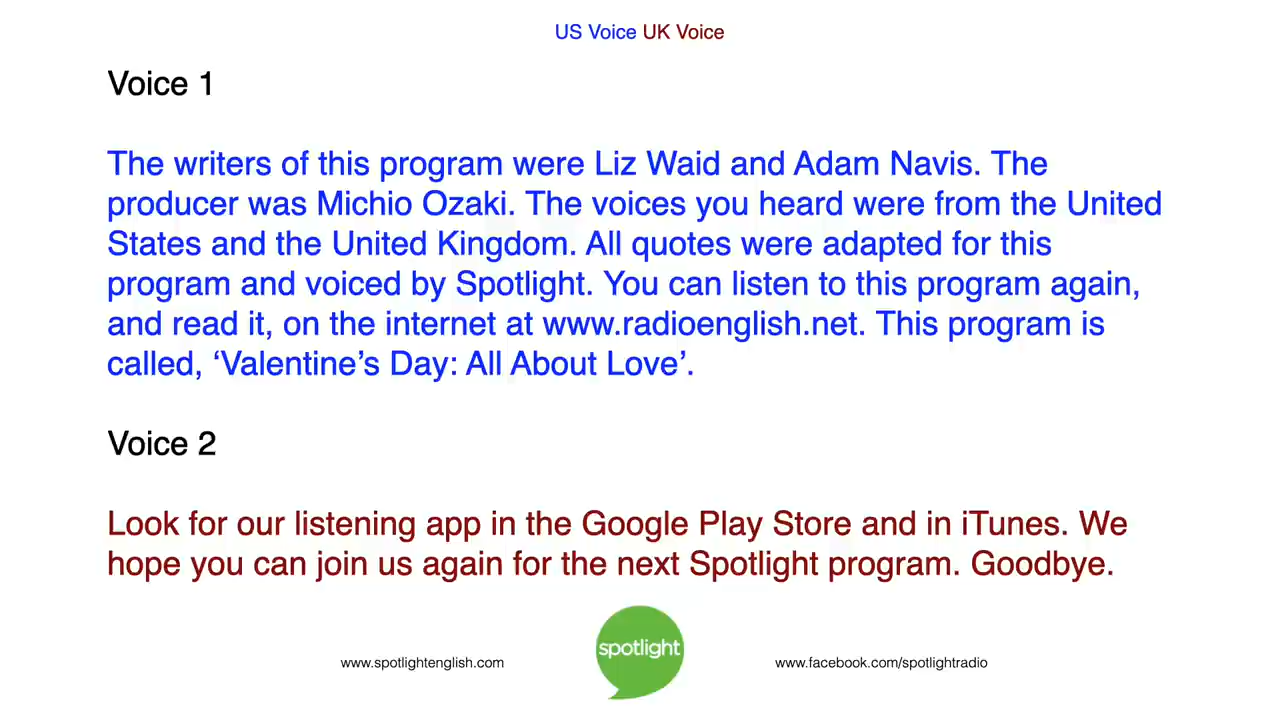 US Voice UK Voice
Voice 1
The writers of this program were Liz Waid and Adam Navis. The
producer was Michio Ozaki. The voices you heard were from the United
States and the United Kingdom. All quotes were adapted for this
program and voiced by Spotlight. You can listen to this program again,
and read it, on the internet at www.radioenglish.net. This program is
called, ‘Valentine’s Day: All About Love’.
Voice 2
Look for our listening app in the Google Play Store and in iTunes. We
hope you can join us again for the next Spotlight program. Goodbye.
spotlight
www.spotlightenglish.com
www.facebook.com/spotlightradio